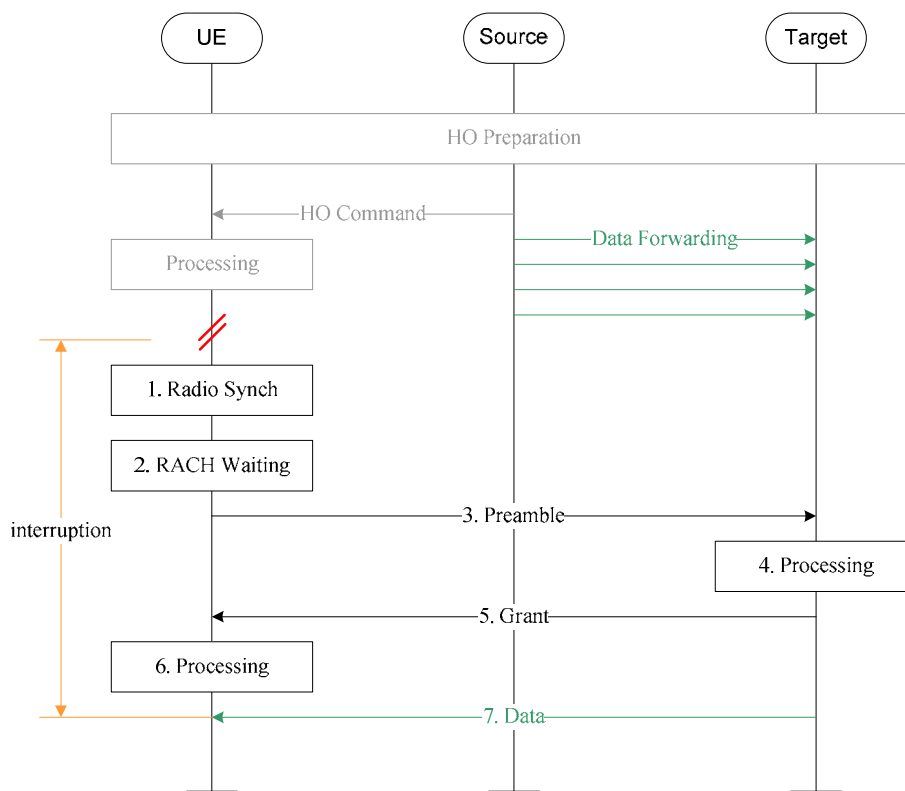 UE
Source
Target
HO Preparation
HO Command
Data Forwarding
Processing
1. Radio Synch
2. RACH Waiting
3. Preamble
interruption
4. Processing
5. Grant
6. Processing
7. Data